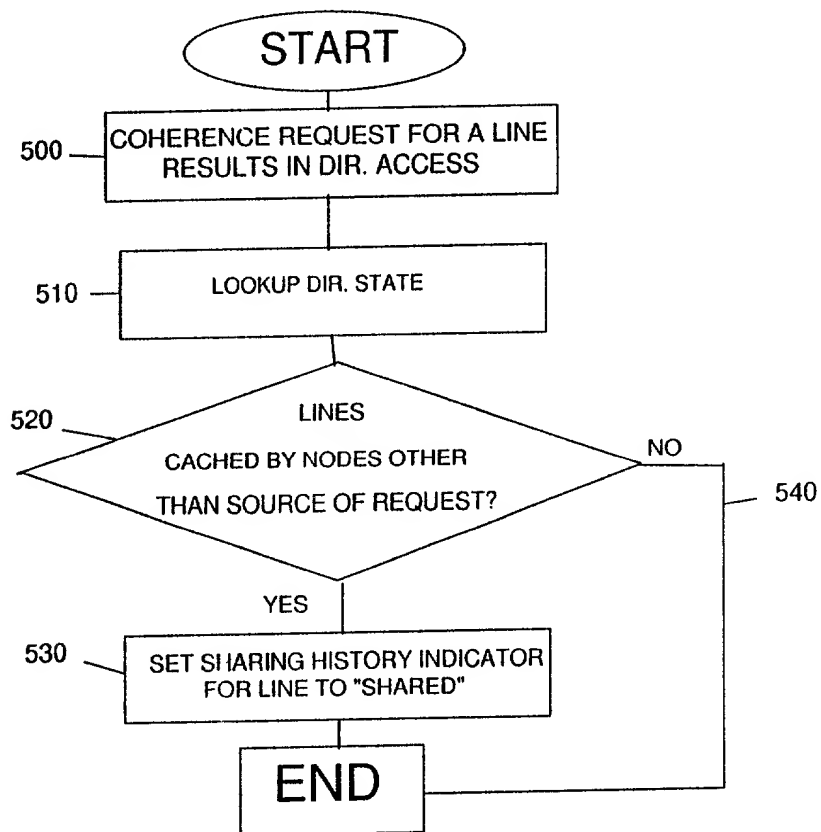 START
500
COHERENCE REQUEST FOR A LINE
RESULTS IN DIR. ACCESS
510
LOOKUP DIR. STATE
520
LINES
CACHED BY NODES OTHER
THAN SOURCE OF REQUEST?
NO
540
YES
530
SET SHARING HISTORY INDICATOR
FOR LINE TO "SHARED"
END